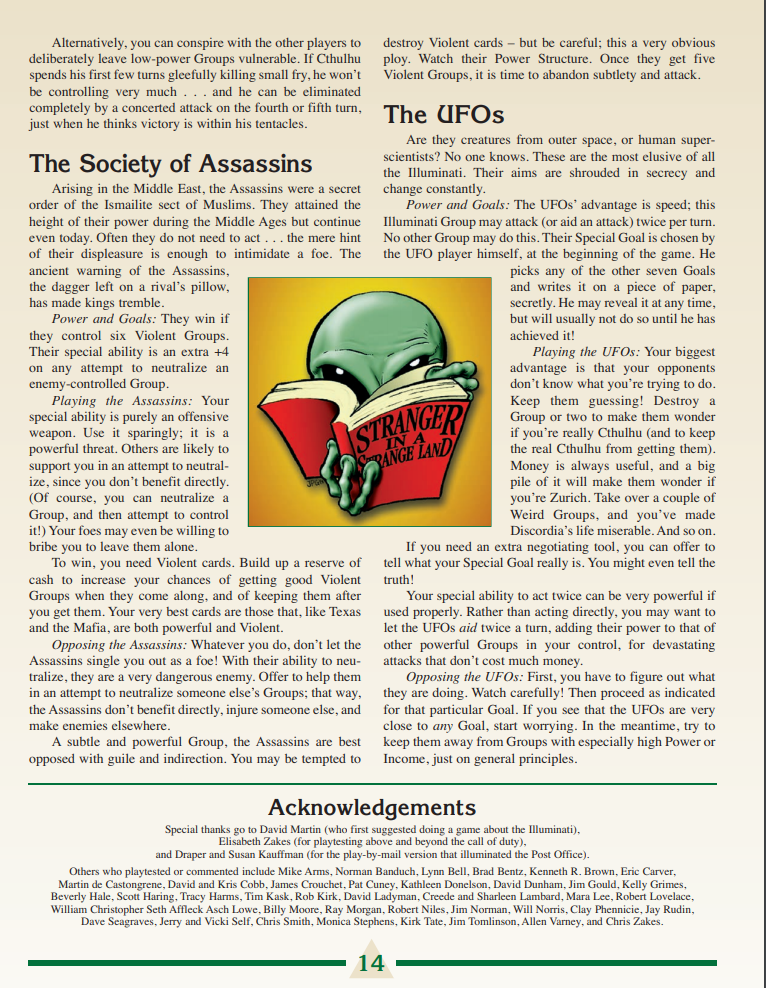 Alternatively, you can conspire with the other players to
deliberately leave low-power Groups vulnerable. If Cthulhu
spends his first few turns gleefully killing small fry, he won't
be controlling very much . . . and he can be eliminated
completely by a concerted attack on the fourth or fifth turn,
just when he thinks victory is within his tentacles.
The Society of Assassins
Arising in the Middle East, the Assassins were a secret
order of the Ismailite sect of Muslims. They attained the
height of their power during the Middle Ages but continue
even today. Often they do not need to act . . . the mere hint
of their displeasure is enough to intimidate a foe. The
ancient warning of the Assassins,
the dagger left on a rival's pillow,
has made kings tremble.
Power and Goals: They win if
they control six Violent Groups.
Their special ability is an extra +4
on any attempt to neutralize an
enemy-controlled Group.
Playing the Assassins: Your
special ability is purely an offensive
weapon. Use it sparingly; it is a
powerful threat. Others are likely to
support you in an attempt to neutral-
ize, since you don't benefit directly.
(Of course, you can neutralize a
Group, and then attempt to control
it!) Your foes may even be willing to
bribe you to leave them alone.
To win, you need Violent cards. Build up a reserve of
cash to increase your chances of getting good Violent
Groups when they come along, and of keeping them after
you get them. Your very best cards are those that, like Texas
and the Mafia, are both powerful and Violent.
Opposing the Assassins: Whatever you do, don't let the
Assassins single you out as a foe! With their ability to neu-
tralize, they are a very dangerous enemy. Offer to help them
in an attempt to neutralize someone else's Groups; that way,
the Assassins don't benefit directly, injure someone else, and
make enemies elsewhere.
A subtle and powerful Group, the Assassins are best
opposed with guile and indirection. You may be tempted to
destroy Violent cards – but be careful; this a very obvious
ploy. Watch their Power Structure. Once they get five
Violent Groups, it is time to abandon subtlety and attack.
The UFOs
Are they creatures from outer space, or human super-
scientists? No one knows. These are the most elusive of all
the Illuminati. Their aims are shrouded in secrecy and
change constantly.
Power and Goals: The UFOs' advantage is speed; this
Illuminati Group may attack (or aid an attack) twice per turn.
No other Group may do this. Their Special Goal is chosen by
the UFO player himself, at the beginning of the game. He
picks any of the other seven Goals
and writes it on a piece of paper,
secretly. He may reveal it at any time,
but will usually not do so until he has
achieved it!
Playing the UFOs: Your biggest
advantage is that your opponents
don't know what you're trying to do.
Keep them guessing! Destroy a
Group or two to make them wonder
if you're really Cthulhu (and to keep
the real Cthulhu from getting them).
Money is always useful, and a big
pile of it will make them wonder if
you're Zurich. Take over a couple of
Weird Groups, and you've made
Discordia's life miserable. And so on.
If you need an extra negotiating tool, you can offer to
tell what your Special Goal really is. You might even tell the
truth!
Your special ability to act twice can be very powerful if
used properly. Rather than acting directly, you may want to
let the UFOs aid twice a turn, adding their power to that of
other powerful Groups in your control, for devastating
attacks that don't cost much money.
Opposing the UFOs: First, you have to figure out what
they are doing. Watch carefully! Then proceed as indicated
for that particular Goal. If you see that the UFOs are very
close to any Goal, start worrying. In the meantime, try to
keep them away from Groups with especially high Power or
Income, just on general principles.
STRANGER
IN A
STRANGE LAND
Acknowledgements
Special thanks go to David Martin (who first suggested doing a game about the Illuminati),
Elisabeth Zakes (for playtesting above and beyond the call of duty),
and Draper and Susan Kauffman (for the play-by-mail version that illuminated the Post Office).
Others who playtested or commented include Mike Arms, Norman Banduch, Lynn Bell, Brad Bentz, Kenneth R. Brown, Eric Carver,
Martin de Castongrene, David and Kris Cobb, James Crouchet, Pat Cuney, Kathleen Donelson, David Dunham, Jim Gould, Kelly Grimes,
Beverly Hale, Scott Haring, Tracy Harms, Tim Kask, Rob Kirk, David Ladyman, Creede and Sharleen Lambard, Mara Lee, Robert Lovelace,
William Christopher Seth Affleck Asch Lowe, Billy Moore, Ray Morgan, Robert Niles, Jim Norman, Will Norris, Clay Phennicie, Jay Rudin,
Dave Seagraves, Jerry and Vicki Self, Chris Smith, Monica Stephens, Kirk Tate, Jim Tomlinson, Allen Varney, and Chris Zakes.
14